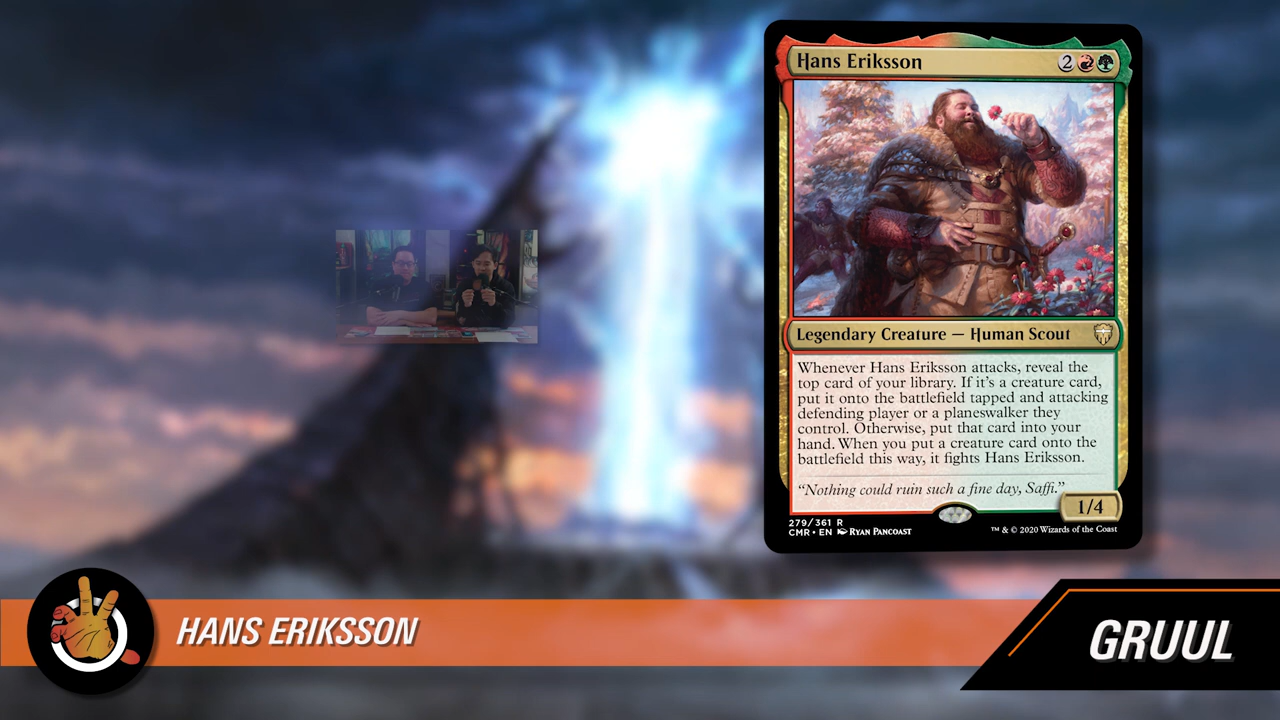 Hans Eriksson
2
Legendary Creature — Human Scout
Whenever Hans Eriksson attacks, reveal the
top card of your library. If it's a creature card,
put it onto the battlefield tapped and attacking
defending player or a planeswalker they
control. Otherwise, put that card into your
hand. When you put a creature card onto the
battlefield this way, it fights Hans Eriksson.
“Nothing could ruin such a fine day, Saffi.”
1/4
279/361 R
CMR • EN RYAN PANCOAST
™ & © 2020 Wizards of the Coast
HANS ERIKSSON
GRUUL